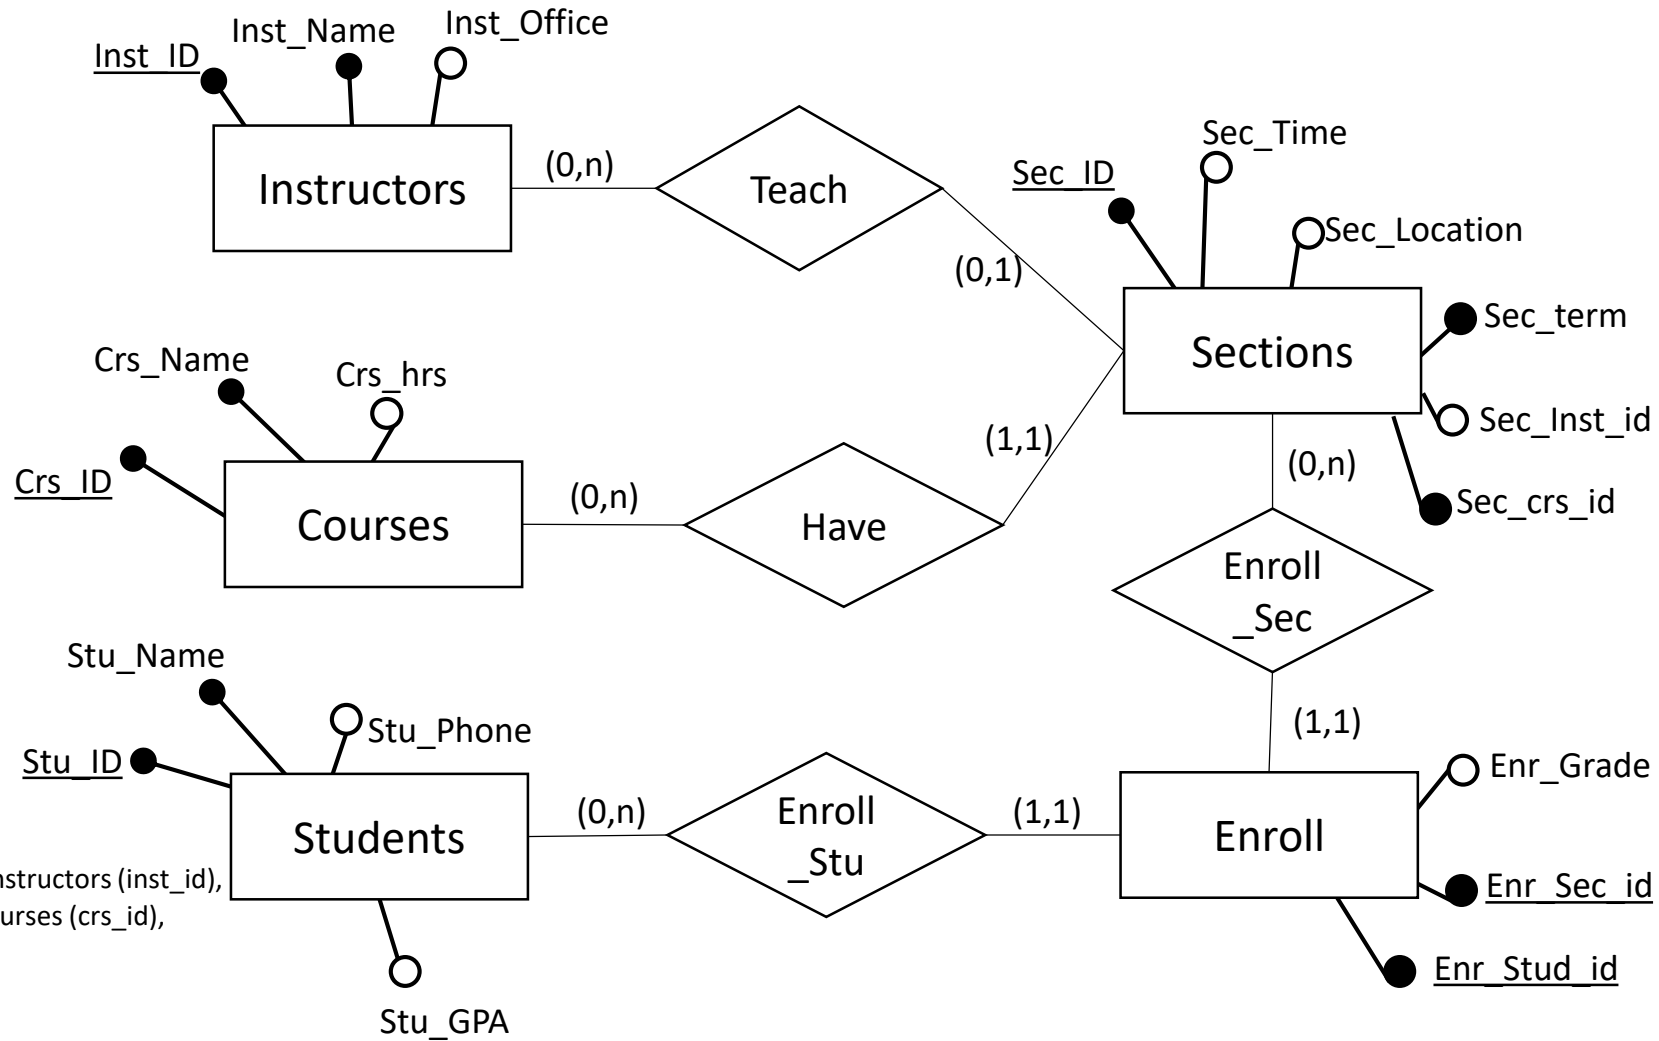 Inst_ID
Inst_Name
Inst_Office
Instructors
(0,n)
Teach
(0,1)
Sec_ID
Sec_Time
Sec_Location
Sections
Sec_term
Sec_Inst_id
Sec_crs_id
Crs_Name
Crs_hrs
Crs_ID
Courses
(0,n)
Have
(1,1)
(0,n)
Enroll
_Sec
(1,1)
Stu_Name
Stu_Phone
Stu_ID
Students
(0,n)
Enroll
_Stu
(1,1)
Enroll
Enr_Grade
Enr_Sec_id
Enr_Stud_id
nstructors (inst_id),
urses (crs_id),
Stu_GPA